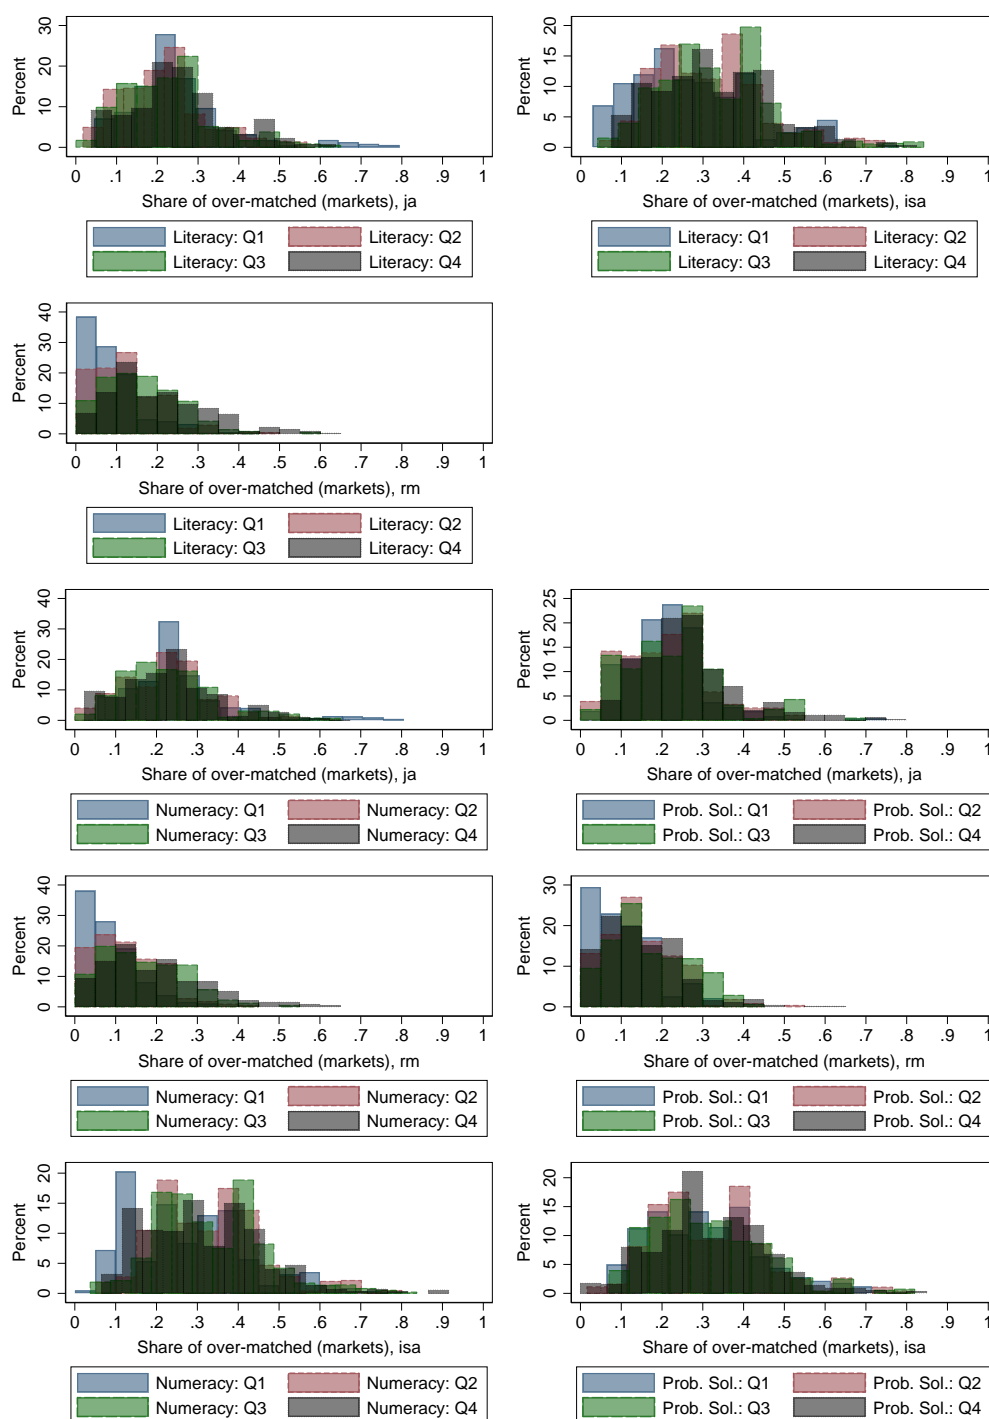 Percent
0 10 20 30
0 .1 .2 .3 .4 .5 .6 .7 .8 .9 1
Share of over-matched (markets), ja
Literacy: Q1 Literacy: Q2
Literacy: Q3 Literacy: Q4
Percent
0 5 10 15 20
0 .1 .2 .3 .4 .5 .6 .7 .8 .9 1
Share of over-matched (markets), isa
Literacy: Q1 Literacy: Q2
Literacy: Q3 Literacy: Q4
Percent
0 10 20 30 40
0 .1 .2 .3 .4 .5 .6 .7 .8 .9 1
Share of over-matched (markets), rm
Literacy: Q1 Literacy: Q2
Literacy: Q3 Literacy: Q4
Percent
0 10 20 30 40
0 .1 .2 .3 .4 .5 .6 .7 .8 .9 1
Share of over-matched (markets), ja
Numeracy: Q1 Numeracy: Q2
Numeracy: Q3 Numeracy: Q4
Percent
0 5 10 15 20 25
0 .1 .2 .3 .4 .5 .6 .7 .8 .9 1
Share of over-matched (markets), ja
Prob. Sol.: Q1 Prob. Sol.: Q2
Prob. Sol.: Q3 Prob. Sol.: Q4
Percent
0 10 20 30 40
0 .1 .2 .3 .4 .5 .6 .7 .8 .9 1
Share of over-matched (markets), rm
Numeracy: Q1 Numeracy: Q2
Numeracy: Q3 Numeracy: Q4
Percent
0 10 20 30
0 .1 .2 .3 .4 .5 .6 .7 .8 .9 1
Share of over-matched (markets), rm
Prob. Sol.: Q1 Prob. Sol.: Q2
Prob. Sol.: Q3 Prob. Sol.: Q4
Percent
0 5 10 15 20
0 .1 .2 .3 .4 .5 .6 .7 .8 .9 1
Share of over-matched (markets), isa
Numeracy: Q1 Numeracy: Q2
Numeracy: Q3 Numeracy: Q4
Percent
0 5 10 15 20
0 .1 .2 .3 .4 .5 .6 .7 .8 .9 1
Share of over-matched (markets), isa
Prob. Sol.: Q1 Prob. Sol.: Q2
Prob. Sol.: Q3 Prob. Sol.: Q4